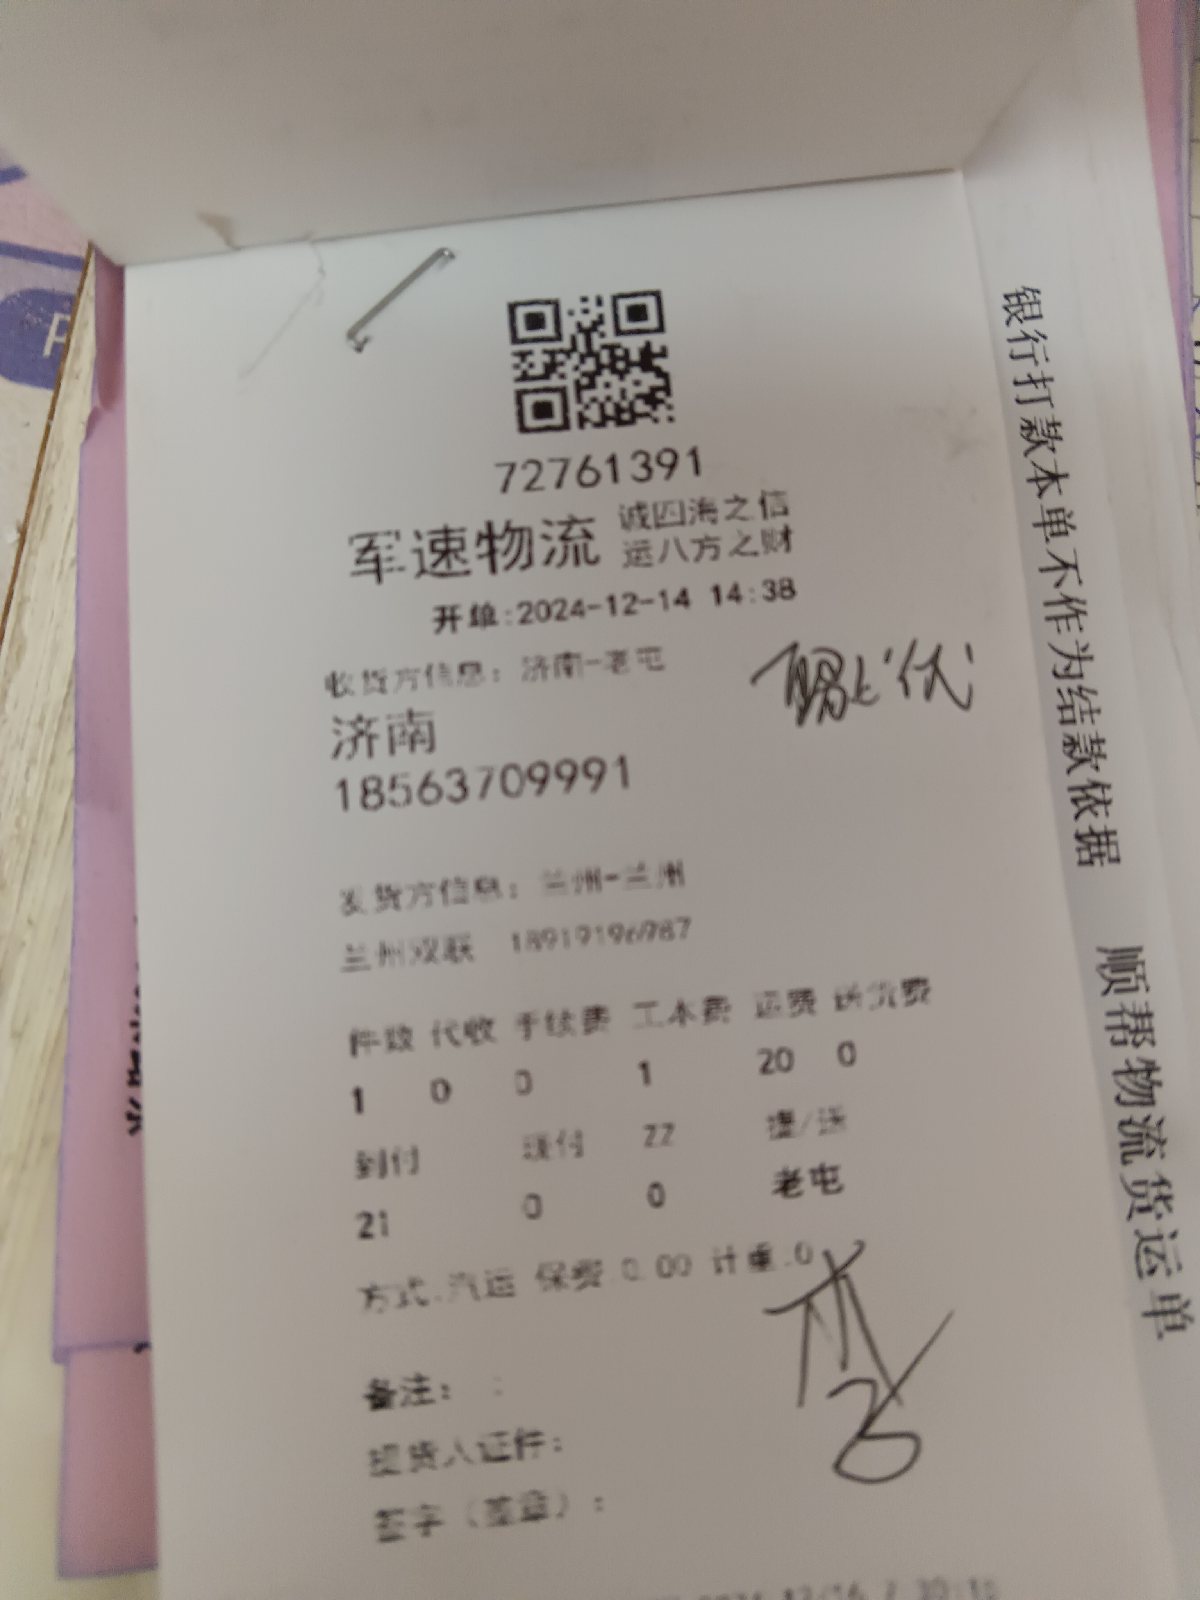 72761391
军速物流
诚四海之信
运八方之财
开单:2024-12-14 14:38
收货方信息：济南-老屯
济南
18563709991
发货方信息：兰州-兰州
兰州双联 18919196987
件数 代收 手续费 工本费 运费 送货费
1 0 0 1 20 0
到付 现付 ZZ 提/送
21 0 0 老屯
方式:汽运 保费:0.00 计重:0
备注：:
提货人证件：
签字（签章）：
银行打款本单不作为结款依据 顺帮物流货运单